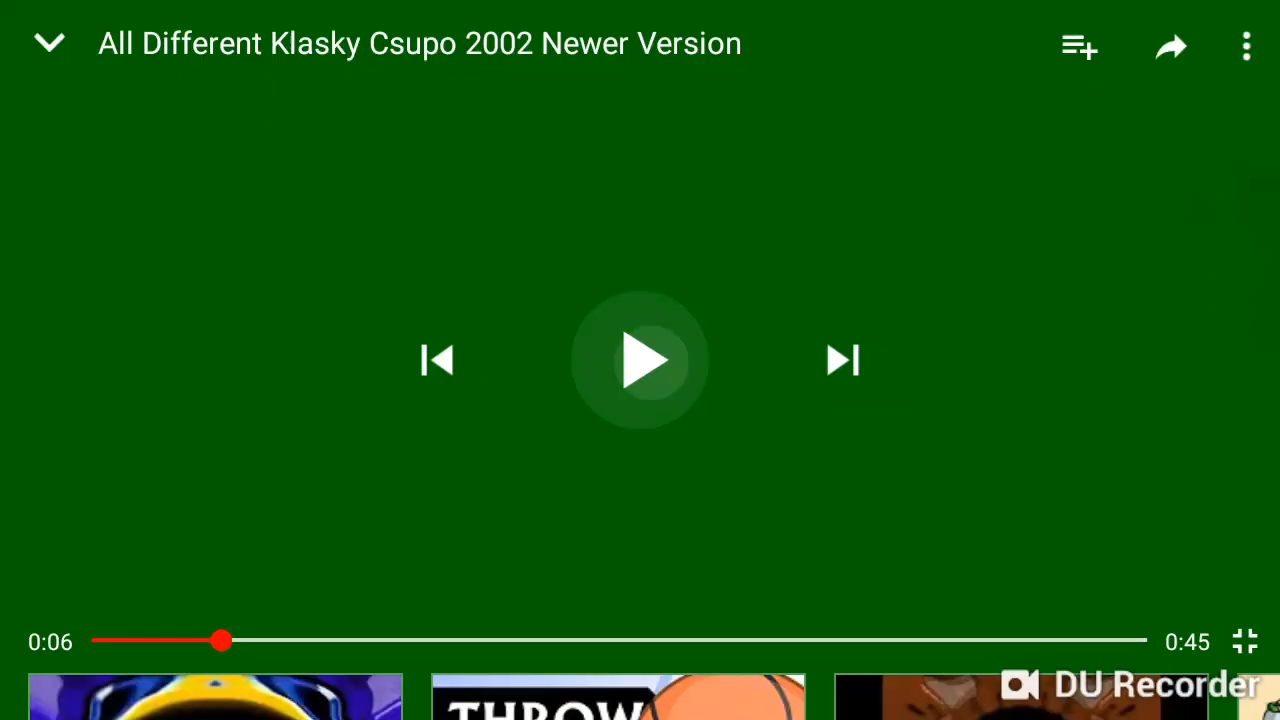 All Different Klasky Csupo 2002 Newer Version
0:06
0:45
DU Recorder
THROW